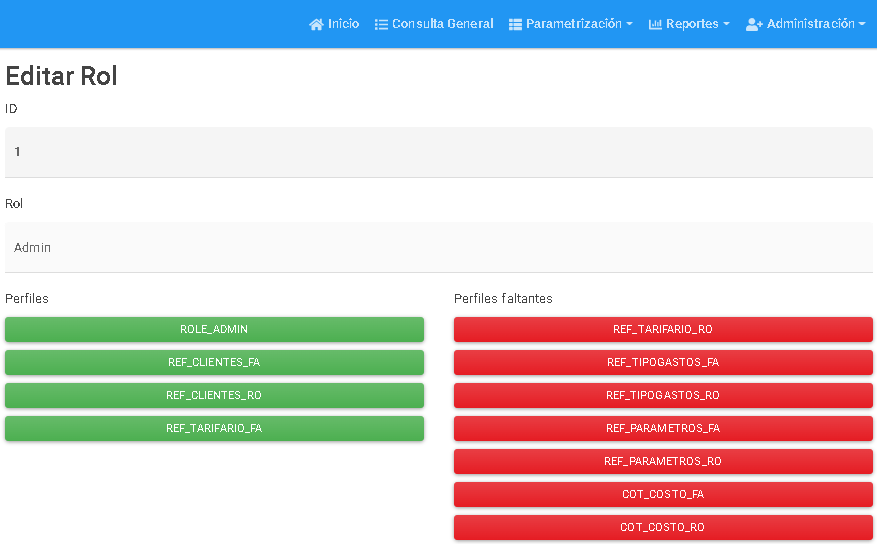 Inicio Consulta General Parametrización Reportes Administración
Editar Rol
ID
1
Rol
Admin
Perfiles
ROLE_ADMIN
REF_CLIENTES_FA
REF_CLIENTES_RO
REF_TARIFARIO_FA
Perfiles faltantes
REF_TARIFARIO_RO
REF_TIPOGASTOS_FA
REF_TIPOGASTOS_RO
REF_PARAMETROS_FA
REF_PARAMETROS_RO
COT_COSTO_FA
COT_COSTO_RO